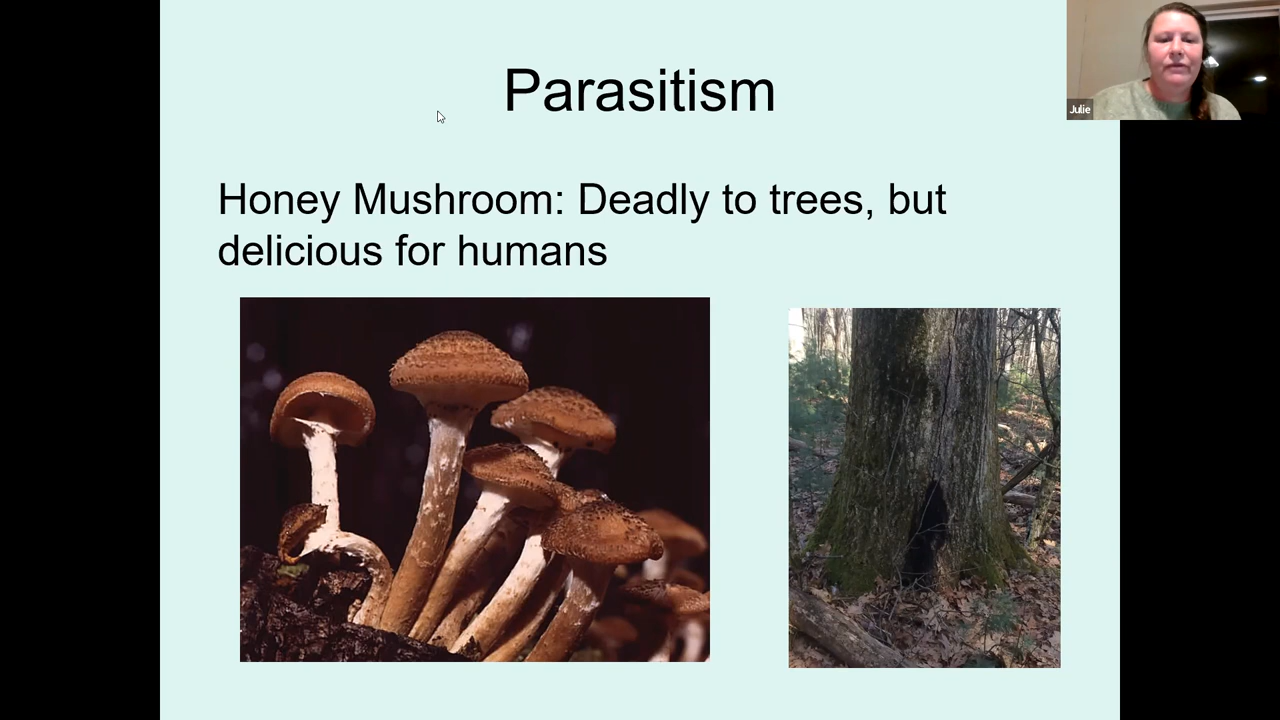 Parasitism
Julie
Honey Mushroom: Deadly to trees, but
delicious for humans